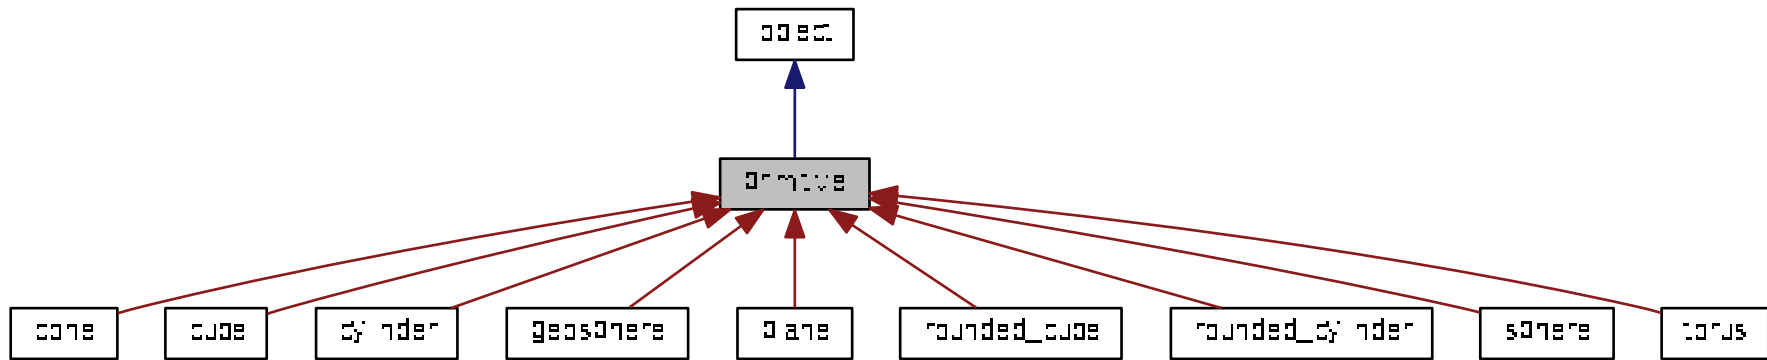 object
primitive
cone
cube
cylinder
geosphere
plane
rounded_cube
rounded_cylinder
sphere
torus